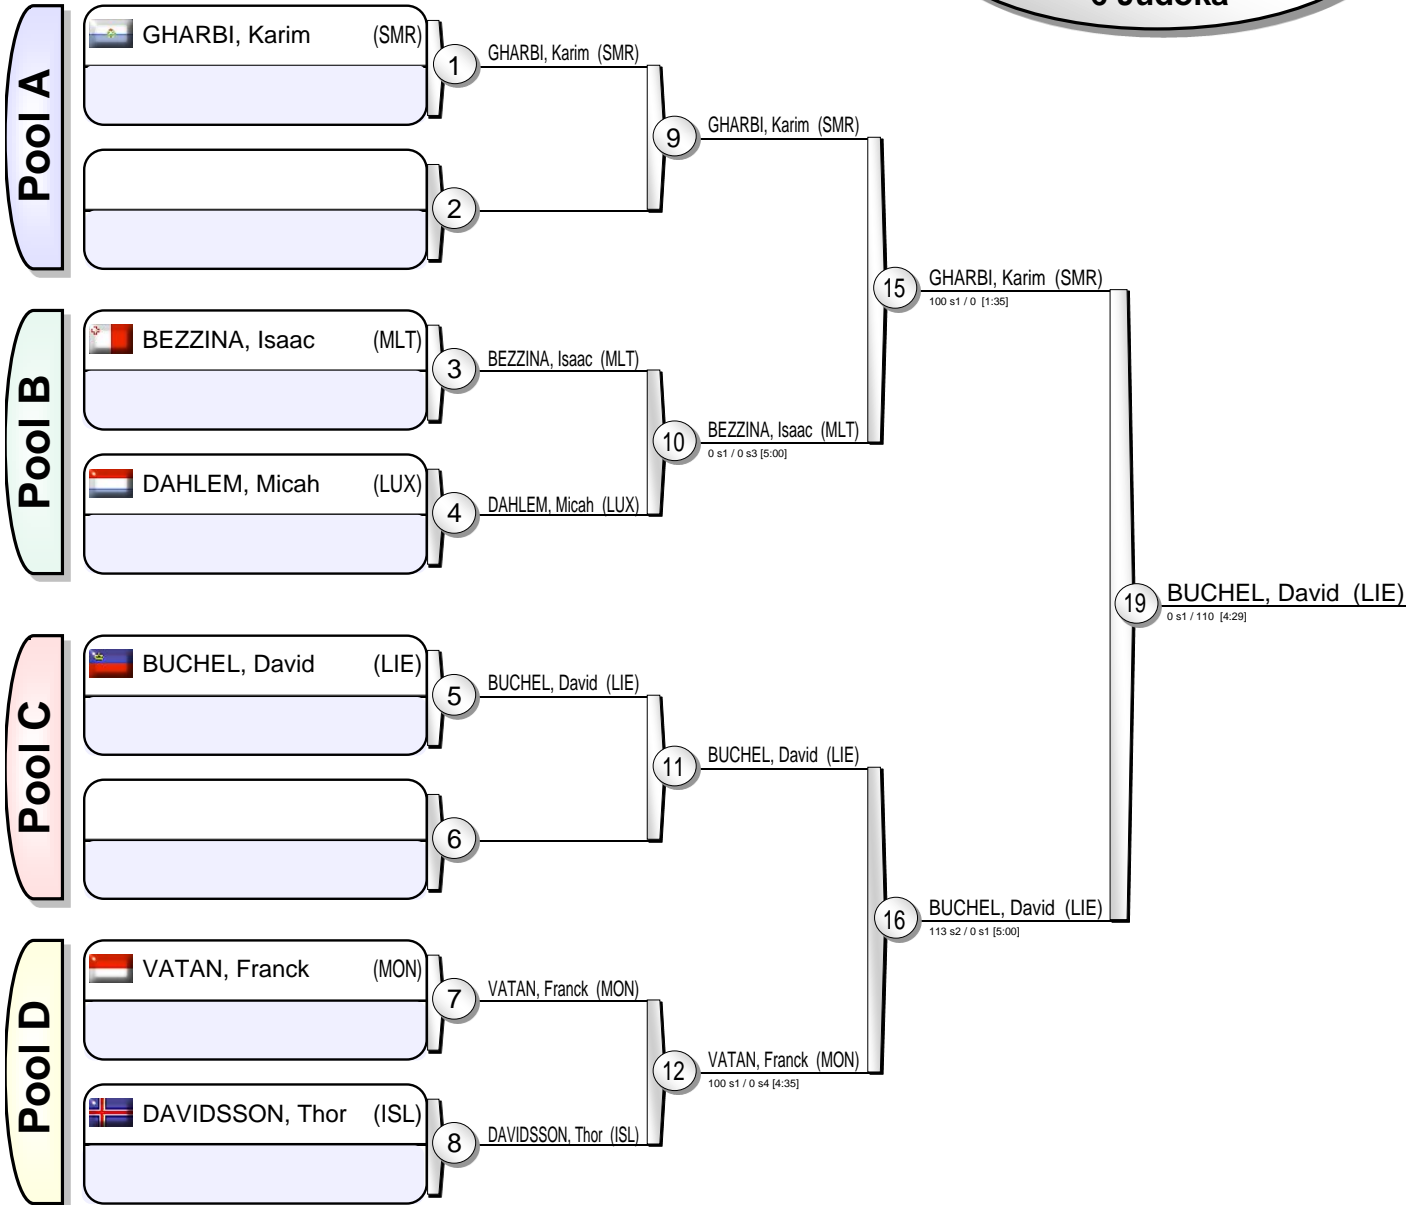 Judoka
Pool A
GHARBI, Karim (SMR)
1
GHARBI, Karim (SMR)
2
9
GHARBI, Karim (SMR)
Pool B
BEZZINA, Isaac (MLT)
3
BEZZINA, Isaac (MLT)
DAHLEM, Micah (LUX)
4
DAHLEM, Micah (LUX)
10
BEZZINA, Isaac (MLT)
0 s1 / 0 s3 [5:00]
15
GHARBI, Karim (SMR)
100 s1 / 0 [1:35]
Pool C
BUCHEL, David (LIE)
5
BUCHEL, David (LIE)
6
11
BUCHEL, David (LIE)
Pool D
VATAN, Franck (MON)
7
VATAN, Franck (MON)
DAVIDSSON, Thor (ISL)
8
DAVIDSSON, Thor (ISL)
12
VATAN, Franck (MON)
100 s1 / 0 s4 [4:35]
16
BUCHEL, David (LIE)
113 s2 / 0 s1 [5:00]
19
BUCHEL, David (LIE)
0 s1 / 110 [4:29]